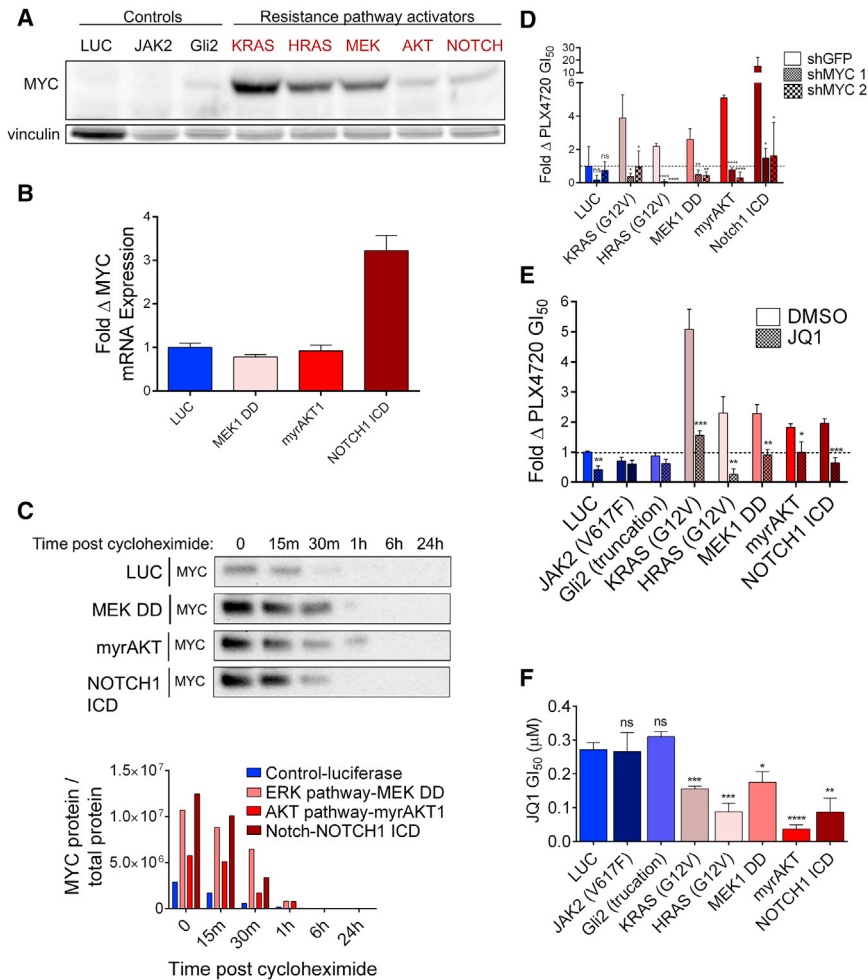 A
Controls
Resistance pathway activators
LUC JAK2 Gli2 KRAS HRAS MEK AKT NOTCH
MYC
vinculin
B
Fold Δ MYC
mRNA Expression
4
3
2
1
0
LUC
MEK1 DD
myrAKT1
NOTCH1 ICD
C
Time post cycloheximide: 0 15m 30m 1h 6h 24h
LUC MYC
MEK DD MYC
myrAKT MYC
NOTCH1 MYC
ICD
MYC protein /
total protein
1.5×10⁷
1.0×10⁷
5.0×10⁶
0.0
Control-luciferase
ERK pathway-MEK DD
AKT pathway-myrAKT1
Notch-NOTCH1 ICD
0
15m
30m
1h
6h
24h
Time post cycloheximide
D
Fold Δ PLX4720 GI₅₀
30
20
10
6
4
2
0
shGFP
shMYC 1
shMYC 2
ns ns * * ** ** **** **** **** **** * *
LUC
KRAS (G12V)
HRAS (G12V)
MEK1 DD
myrAKT
Notch1 ICD
E
Fold Δ PLX4720 GI₅₀
6
5
4
3
2
1
0
DMSO
JQ1
** *** ** ** * ***
LUC
JAK2 (V617F)
Gli2 (truncation)
KRAS (G12V)
HRAS (G12V)
MEK1 DD
myrAKT
NOTCH1 ICD
F
JQ1 GI₅₀ (μM)
0.4
0.3
0.2
0.1
0.0
ns ns *** *** * **** **
LUC
JAK2 (V617F)
Gli2 (trucation)
KRAS (G12V)
HRAS (G12V)
MEK1 DD
myrAKT
NOTCH1 ICD